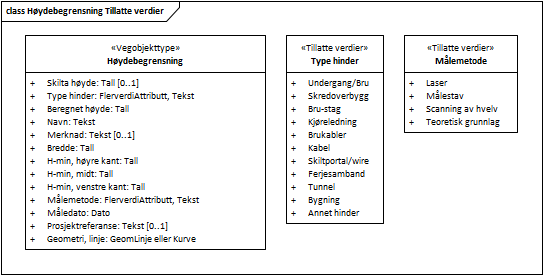 class Høydebegrensning Tillatte verdier
«Vegobjekttype»
Høydebegrensning
+ Skilta høyde: Tall [0..1]
+ Type hinder: FlerverdiAttributt, Tekst
+ Beregnet høyde: Tall
+ Navn: Tekst
+ Merknad: Tekst [0..1]
+ Bredde: Tall
+ H-min, høyre kant: Tall
+ H-min, midt: Tall
+ H-min, venstre kant: Tall
+ Målemetode: FlerverdiAttributt, Tekst
+ Måledato: Dato
+ Prosjektreferanse: Tekst [0..1]
+ Geometri, linje: GeomLinje eller Kurve
«Tillatte verdier»
Type hinder
+ Undergang/Bru
+ Skredoverbygg
+ Bru-stag
+ Kjøreledning
+ Brukabler
+ Kabel
+ Skiltportal/wire
+ Ferjesamband
+ Tunnel
+ Bygning
+ Annet hinder
«Tillatte verdier»
Målemetode
+ Laser
+ Målestav
+ Scanning av hvelv
+ Teoretisk grunnlag